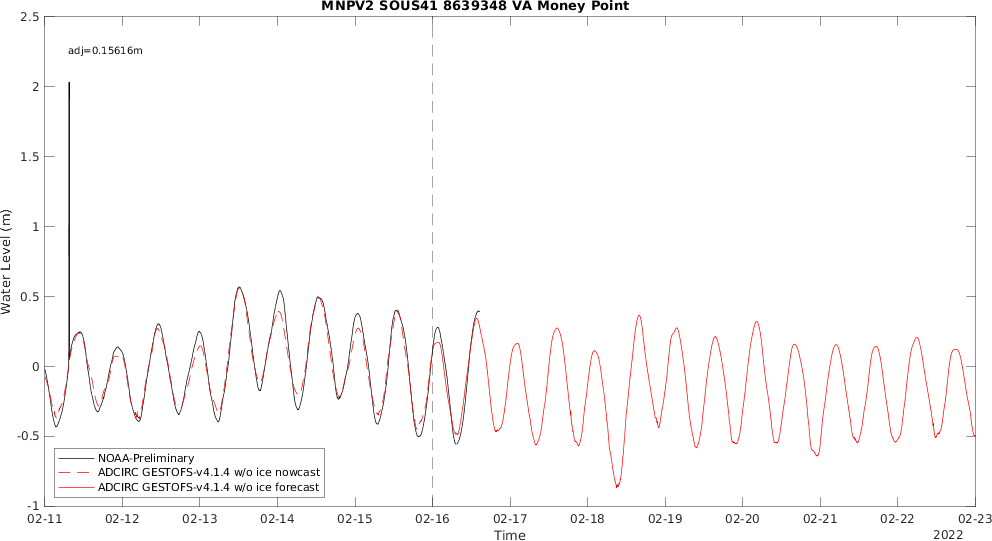 MNPV2 SOUS41 8639348 VA Money Point
2.5
adj=0.15616m
2
1.5
1
0.5
0
-0.5
-1
Water Level (m)
NOAA-Preliminary
ADCIRC GESTOFS-v4.1.4 w/o ice nowcast
ADCIRC GESTOFS-v4.1.4 w/o ice forecast
02-11 02-12 02-13 02-14 02-15 02-16 02-17 02-18 02-19 02-20 02-21 02-22 02-23
Time
2022